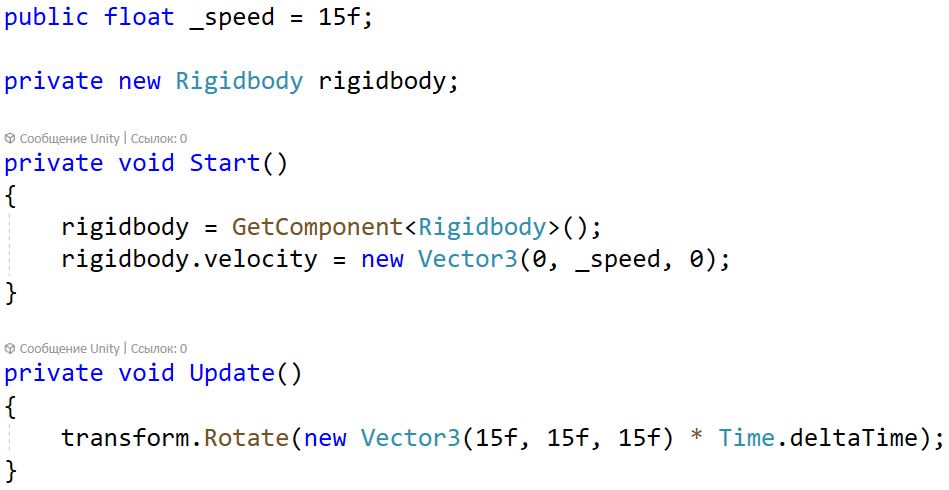 public float _speed = 15f;
private new Rigidbody rigidbody;
Сообщение Unity | Ссылок: 0
private void Start()
{
rigidbody = GetComponent<Rigidbody>();
rigidbody.velocity = new Vector3(0, _speed, 0);
}
Сообщение Unity | Ссылок: 0
private void Update()
{
transform.Rotate(new Vector3(15f, 15f, 15f) * Time.deltaTime);
}